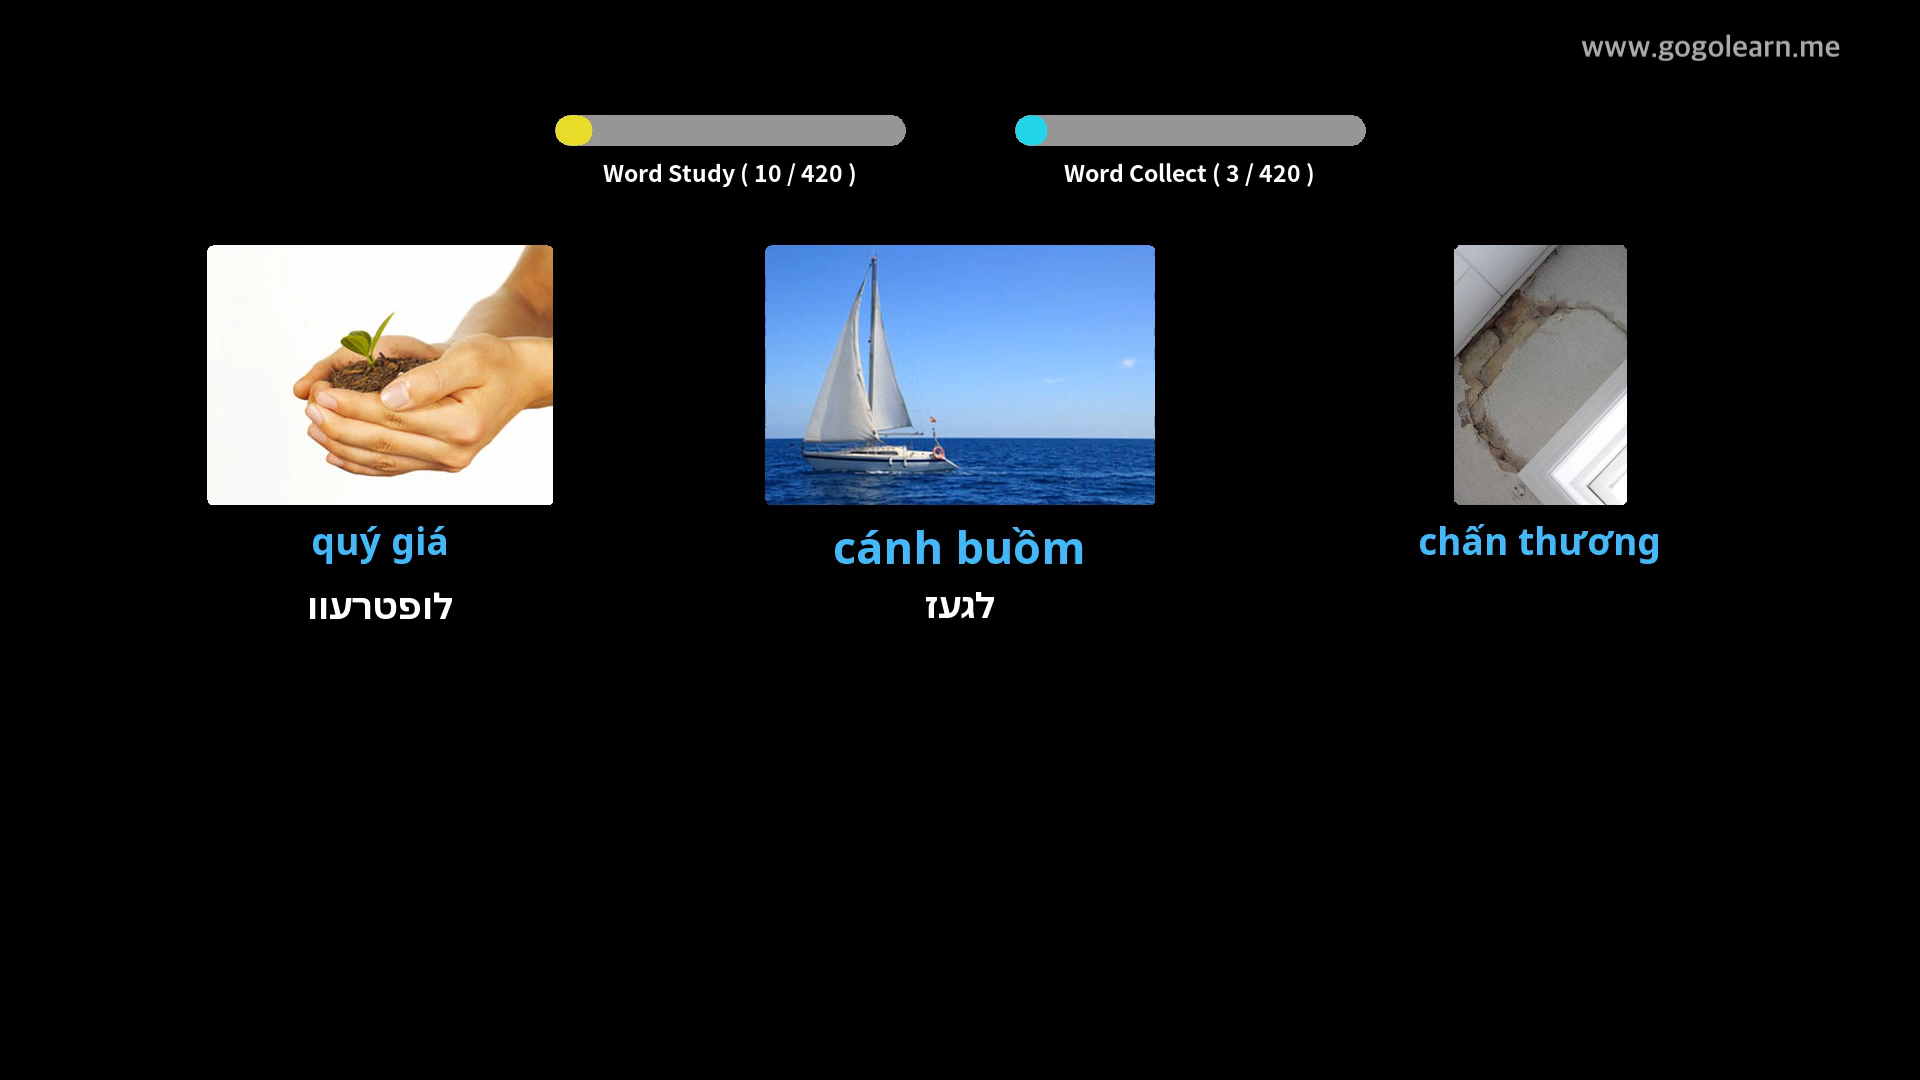 www.gogolearn.me
Word Study ( 10 / 420 )
Word Collect ( 3 / 420 )
quý giá
לופטרעוו
cánh buồm
לגעז
chấn thương